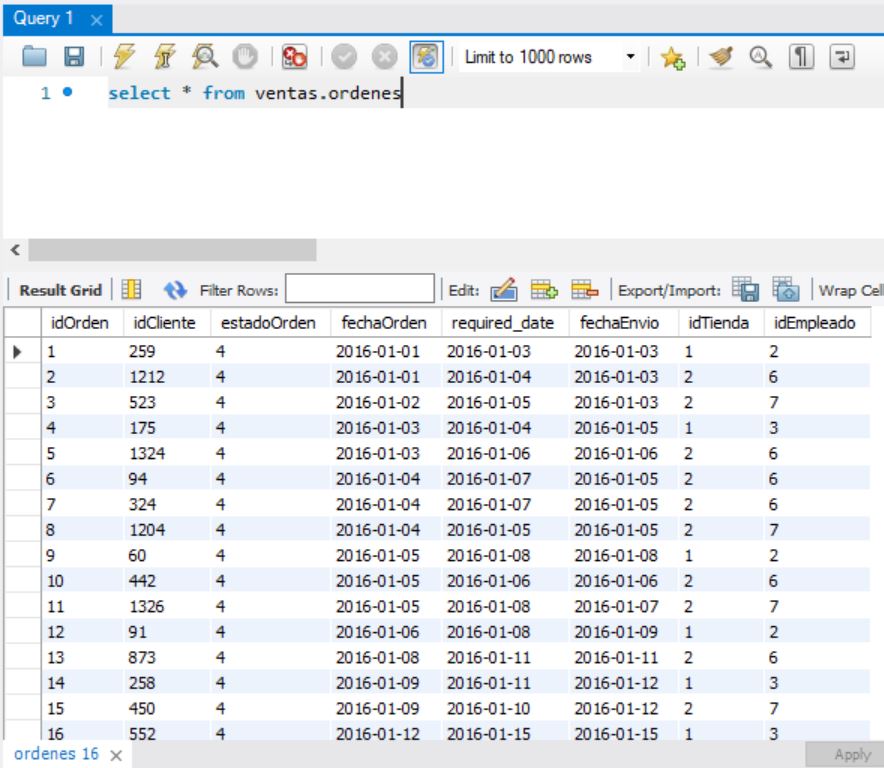 Query 1
Limit to 1000 rows
1 select * from ventas.ordenes
Result Grid Filter Rows: Edit: Export/Import: Wrap Cell
idOrden idCliente estadoOrden fechaOrden required_date fechaEnvio idTienda idEmpleado
1 259 4 2016-01-01 2016-01-03 2016-01-03 1 2
2 1212 4 2016-01-01 2016-01-04 2016-01-03 2 6
3 523 4 2016-01-02 2016-01-05 2016-01-03 2 7
4 175 4 2016-01-03 2016-01-04 2016-01-05 1 3
5 1324 4 2016-01-03 2016-01-06 2016-01-06 2 6
6 94 4 2016-01-04 2016-01-07 2016-01-05 2 6
7 324 4 2016-01-04 2016-01-07 2016-01-05 2 6
8 1204 4 2016-01-04 2016-01-05 2016-01-05 2 7
9 60 4 2016-01-05 2016-01-08 2016-01-08 1 2
10 442 4 2016-01-05 2016-01-06 2016-01-06 2 6
11 1326 4 2016-01-05 2016-01-08 2016-01-07 2 7
12 91 4 2016-01-06 2016-01-08 2016-01-09 1 2
13 873 4 2016-01-08 2016-01-11 2016-01-11 2 6
14 258 4 2016-01-09 2016-01-11 2016-01-12 1 3
15 450 4 2016-01-09 2016-01-10 2016-01-12 2 7
16 552 4 2016-01-12 2016-01-15 2016-01-15 1 3
ordenes 16 Apply